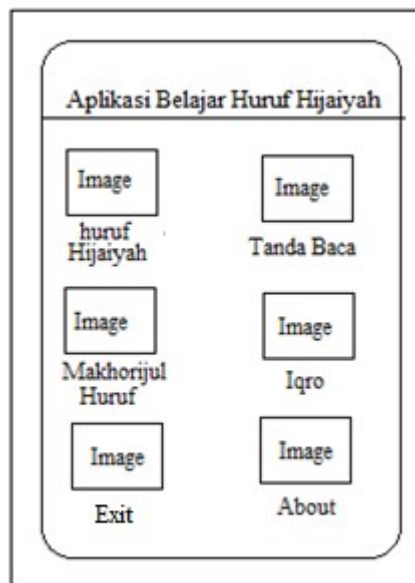 Aplikasi Belajar Huruf Hijaiyah
Image
huruf
Hijaiyah
Image
Tanda Baca
Image
Makhorijul
Huruf
Image
Iqro
Image
Exit
Image
About